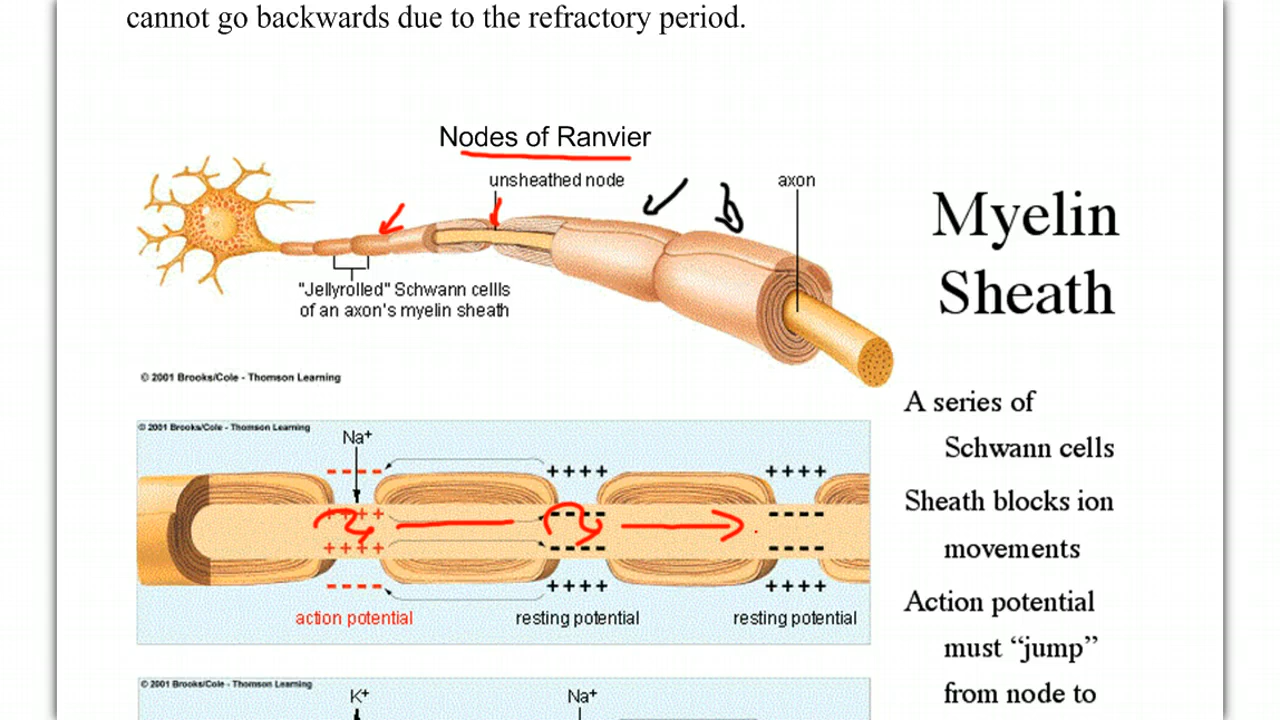 cannot go backwards due to the refractory period.
Nodes of Ranvier
unsheathed node
axon
"Jellyrolled" Schwann cellls
of an axon's myelin sheath
© 2001 Brooks/Cole - Thomson Learning
Myelin
Sheath
A series of
Schwann cells
Sheath blocks ion
movements
Action potential
must “jump”
from node to
© 2001 Brooks/Cole - Thomson Learning
Na+
- - - - -
+ + + +
+ + + +
+ + + +
+ + + +
- - - -
- - - -
+ + + +
- - - -
- - - -
- - - -
+ + + +
+ + + +
action potential
resting potential
resting potential
© 2001 Brooks/Cole - Thomson Learning
K+
Na+